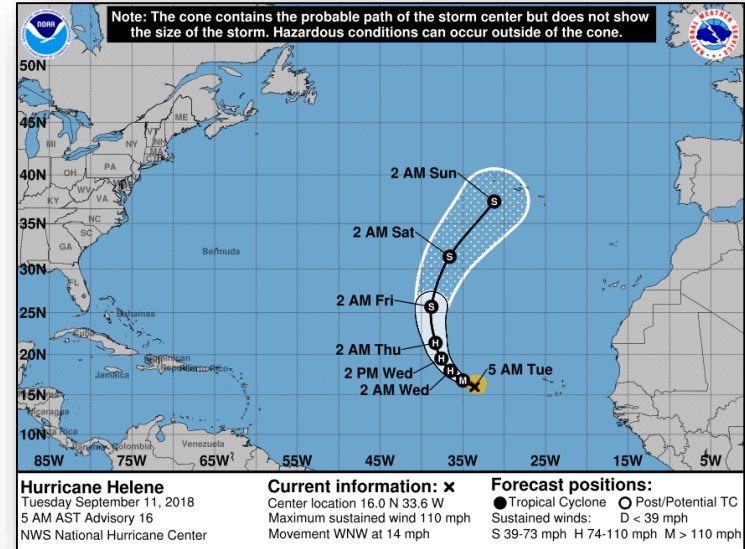 Note: The cone contains the probable path of the storm center but does not show
the size of the storm. Hazardous conditions can occur outside of the cone.
NOAA
NATIONAL WEATHER SERVICE
50N
45N
ME
VT
NH
MI
NY
MA
CT
RI
40N
PA
OH
NJ
WV
KY
VA
35N
NC
SC
GA
30N
Bermuda
FL
25N
Bahamas
Cuba
20N
Dominican
Republic
Puerto Rico
Jamaica
15N
Nicaragua
10N
Costa Rica
Panama
Colombia
Venezuela
2 AM Sun
S
2 AM Sat
S
2 AM Fri
S
2 AM Thu
H
2 PM Wed
H
2 AM Wed
H
M
5 AM Tue
85W 75W 65W 55W 45W 35W 25W 15W 5W
Hurricane Helene
Tuesday September 11, 2018
5 AM AST Advisory 16
NWS National Hurricane Center
Current information: ×
Center location 16.0 N 33.6 W
Maximum sustained wind 110 mph
Movement WNW at 14 mph
Forecast positions:
● Tropical Cyclone ○ Post/Potential TC
Sustained winds: D < 39 mph
S 39-73 mph H 74-110 mph M > 110 mph